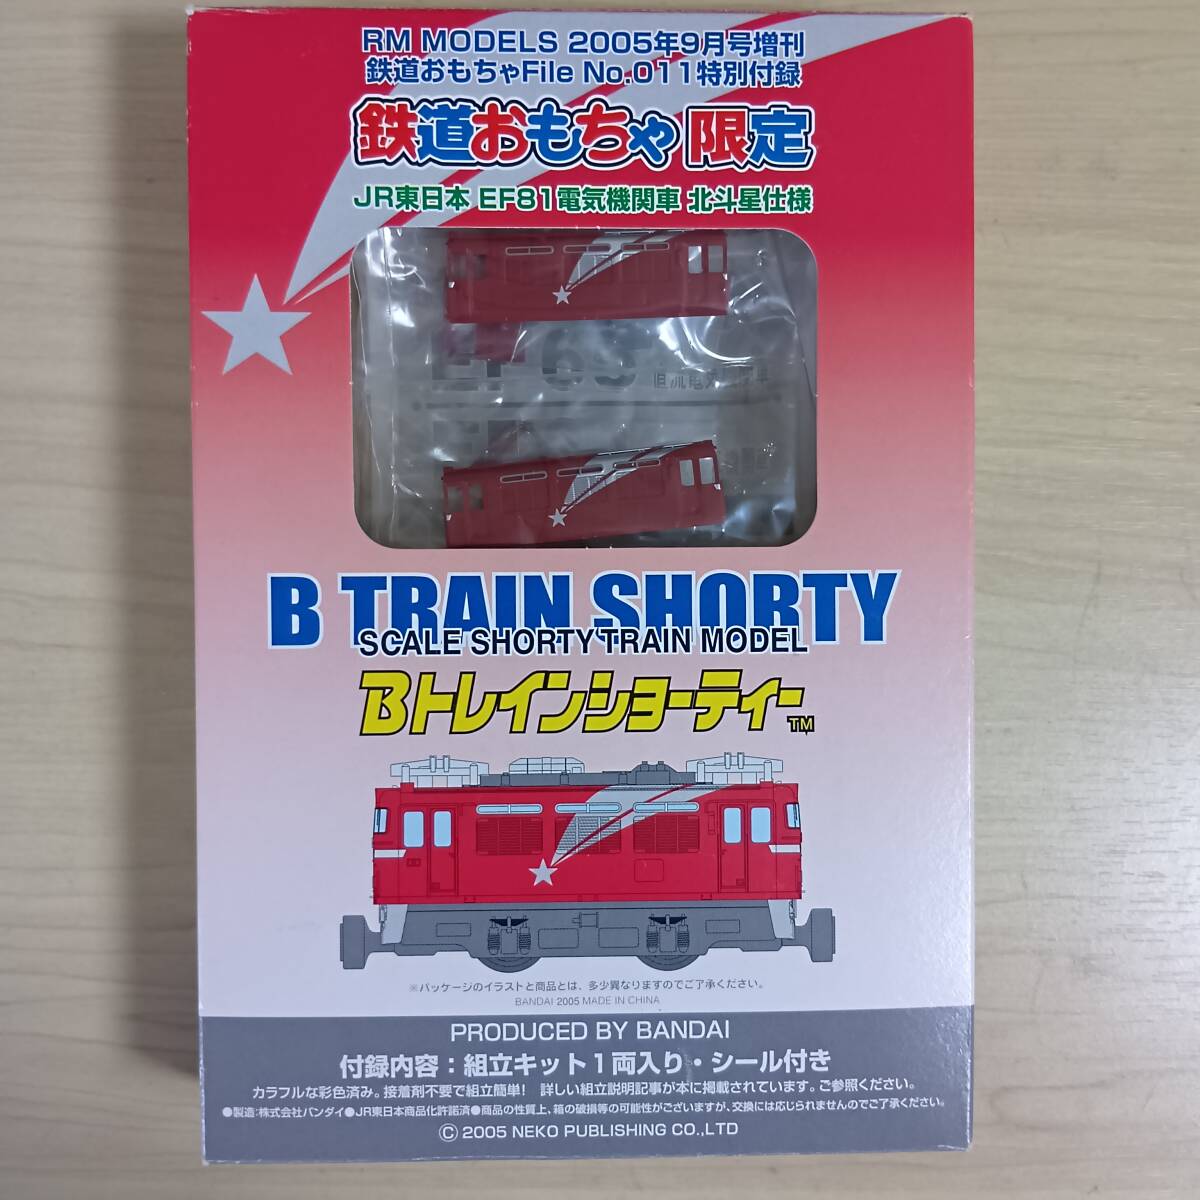 RM MODELS 2005年9月号増刊
鉄道おもちゃFile No.011特別付録
鉄道おもちゃ 限定
JR東日本 EF81電気機関車 北斗星仕様
B TRAIN SHORTY
SCALE SHORTY TRAIN MODEL
Bトレインショーティー TM
※パッケージのイラストと商品とは、多少異なりますのでご了承ください。
BANDAI 2005 MADE IN CHINA
PRODUCED BY BANDAI
付録内容：組立キット1両入り・シール付き
カラフルな彩色済み。接着剤不要で組立簡単! 詳しい組立説明記事が本に掲載されています。ご参照ください。
●製造:株式会社バンダイ●JR東日本商品化許諾済●商品の性質上、箱の破損等の可能性がございますが、交換には応じられませんのでご了承ください。
© 2005 NEKO PUBLISHING CO.,LTD